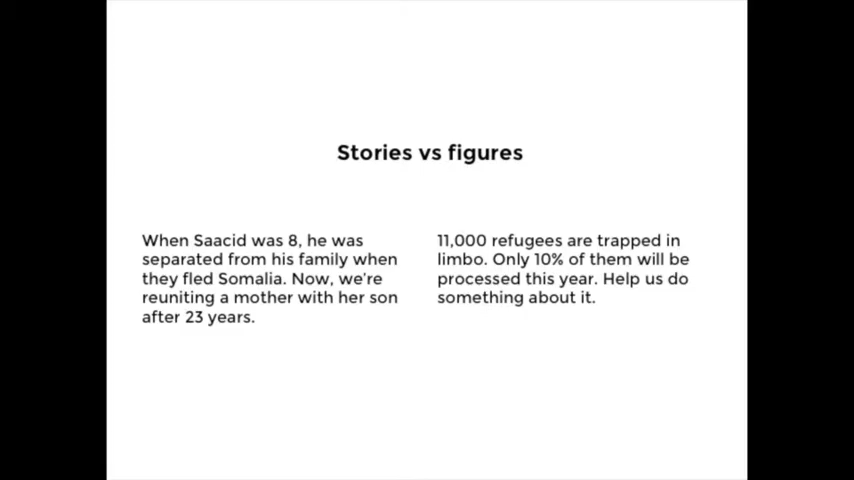 Stories vs figures
When Saacid was 8, he was
separated from his family when
they fled Somalia. Now, we're
reuniting a mother with her son
after 23 years.
11,000 refugees are trapped in
limbo. Only 10% of them will be
processed this year. Help us do
something about it.